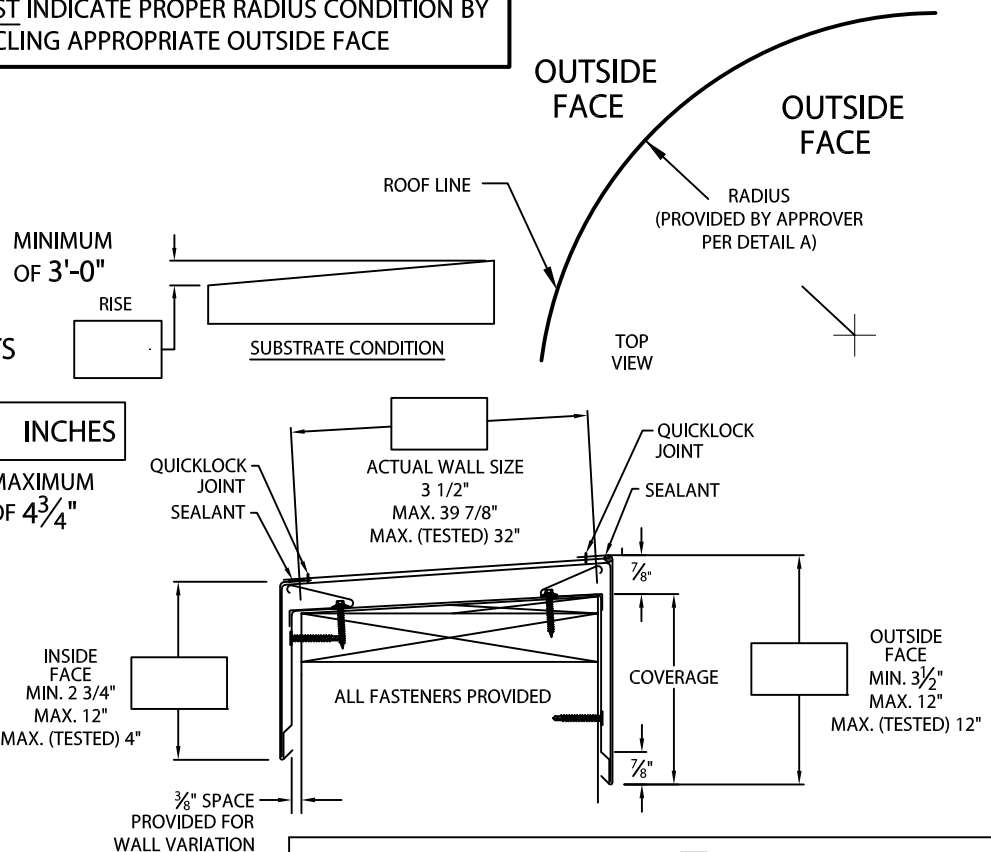 INDICATE PROPER RADIUS CONDITION BY
APPROPRIATE OUTSIDE FACE
OUTSIDE
FACE
OUTSIDE
FACE
ROOF LINE
RADIUS
(PROVIDED BY APPROVER
PER DETAIL A)
MINIMUM
OF 3'-0"
RISE
SUBSTRATE CONDITION
TOP
VIEW
INCHES
MAXIMUM
OF 4 3/4"
QUICKLOCK
JOINT
SEALANT
ACTUAL WALL SIZE
3 1/2"
MAX. 39 7/8"
MAX. (TESTED) 32"
QUICKLOCK
JOINT
SEALANT
7/8"
INSIDE
FACE
MIN. 2 3/4"
MAX. 12"
MAX. (TESTED) 4"
ALL FASTENERS PROVIDED
COVERAGE
OUTSIDE
FACE
MIN. 3 1/2"
MAX. 12"
MAX. (TESTED) 12"
7/8"
3/8" SPACE
PROVIDED FOR
WALL VARIATION